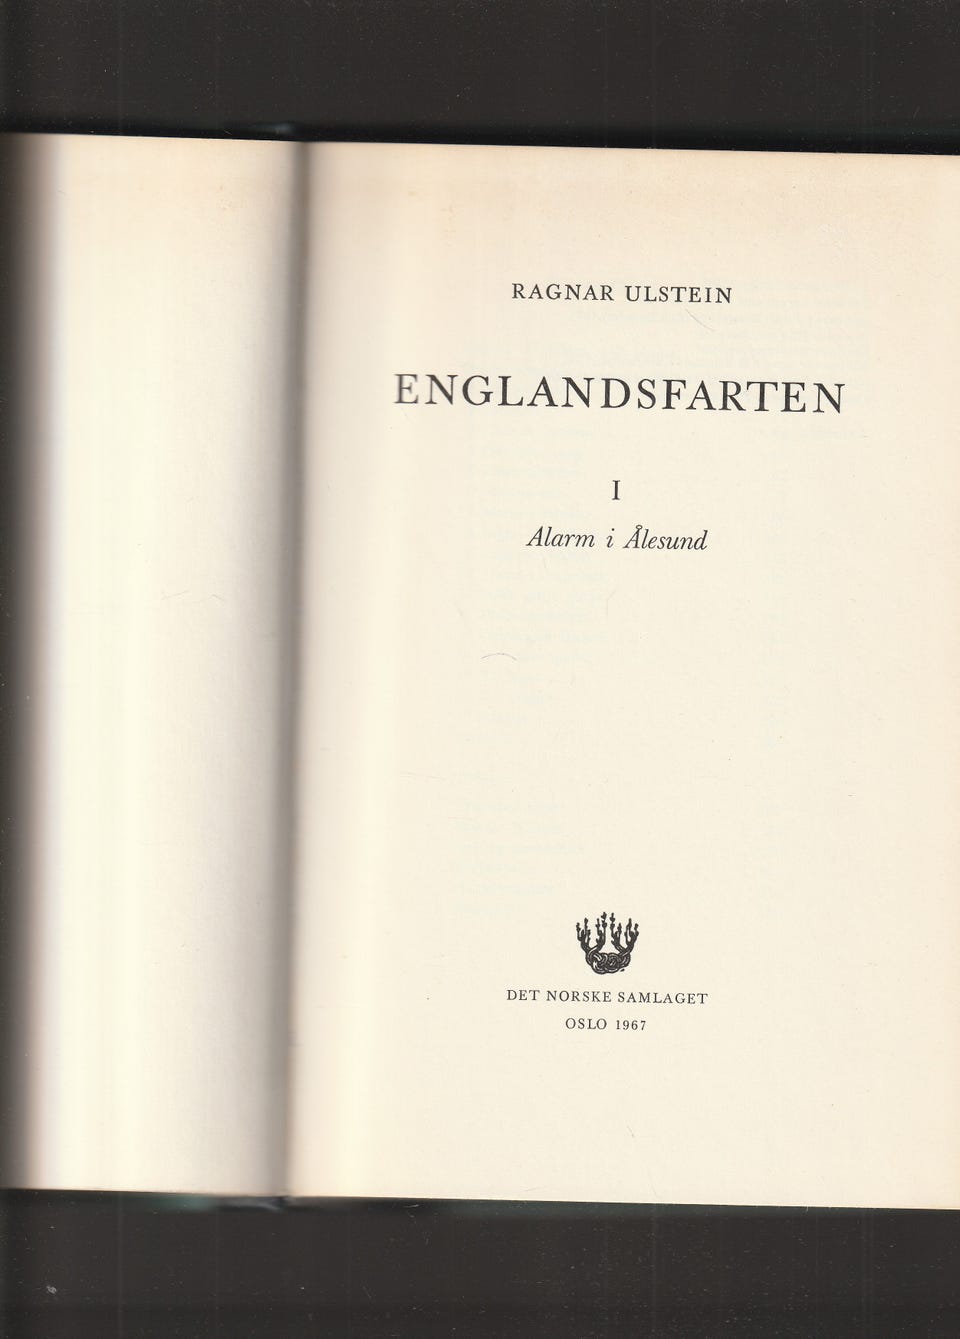 RAGNAR ULSTEIN
ENGLANDSFARTEN
I
Alarm i Ålesund
DET NORSKE SAMLAGET
OSLO 1967